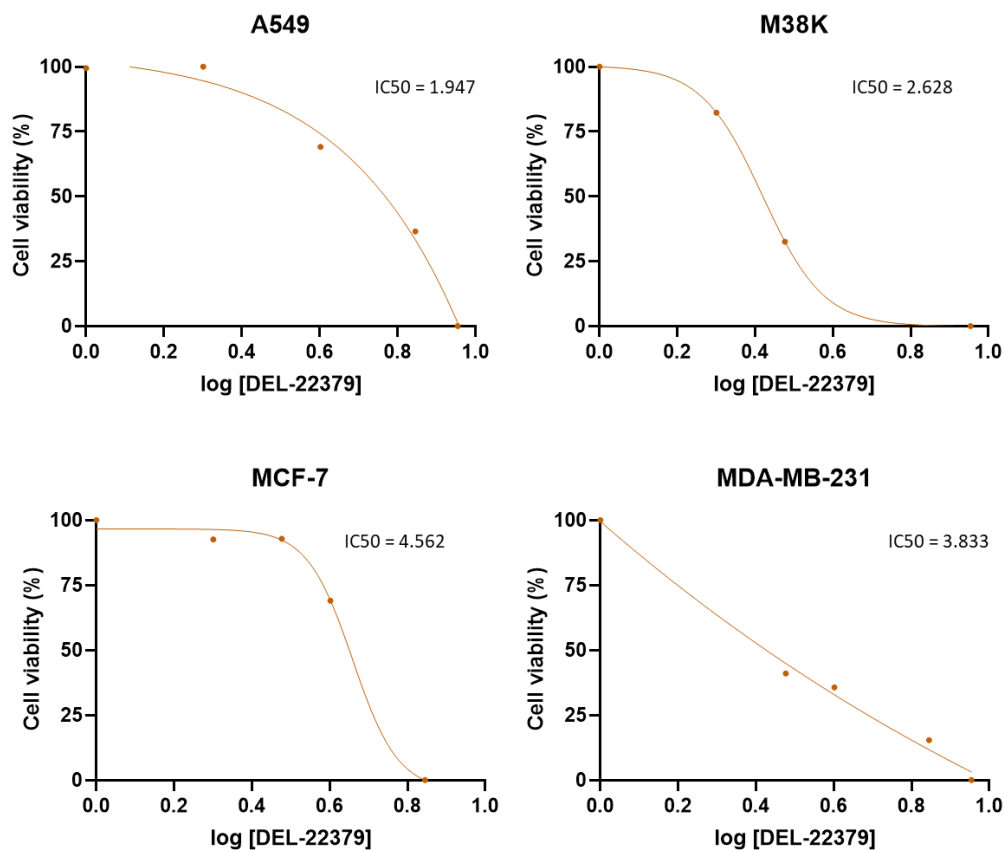 A549
IC50 = 1.947
Cell viability (%)
100
75
50
25
0
0.0 0.2 0.4 0.6 0.8 1.0
log [DEL-22379]
M38K
IC50 = 2.628
Cell viability (%)
100
75
50
25
0
0.0 0.2 0.4 0.6 0.8 1.0
log [DEL-22379]
MCF-7
IC50 = 4.562
Cell viability (%)
100
75
50
25
0
0.0 0.2 0.4 0.6 0.8 1.0
log [DEL-22379]
MDA-MB-231
IC50 = 3.833
Cell viability (%)
100
75
50
25
0
0.0 0.2 0.4 0.6 0.8 1.0
log [DEL-22379]